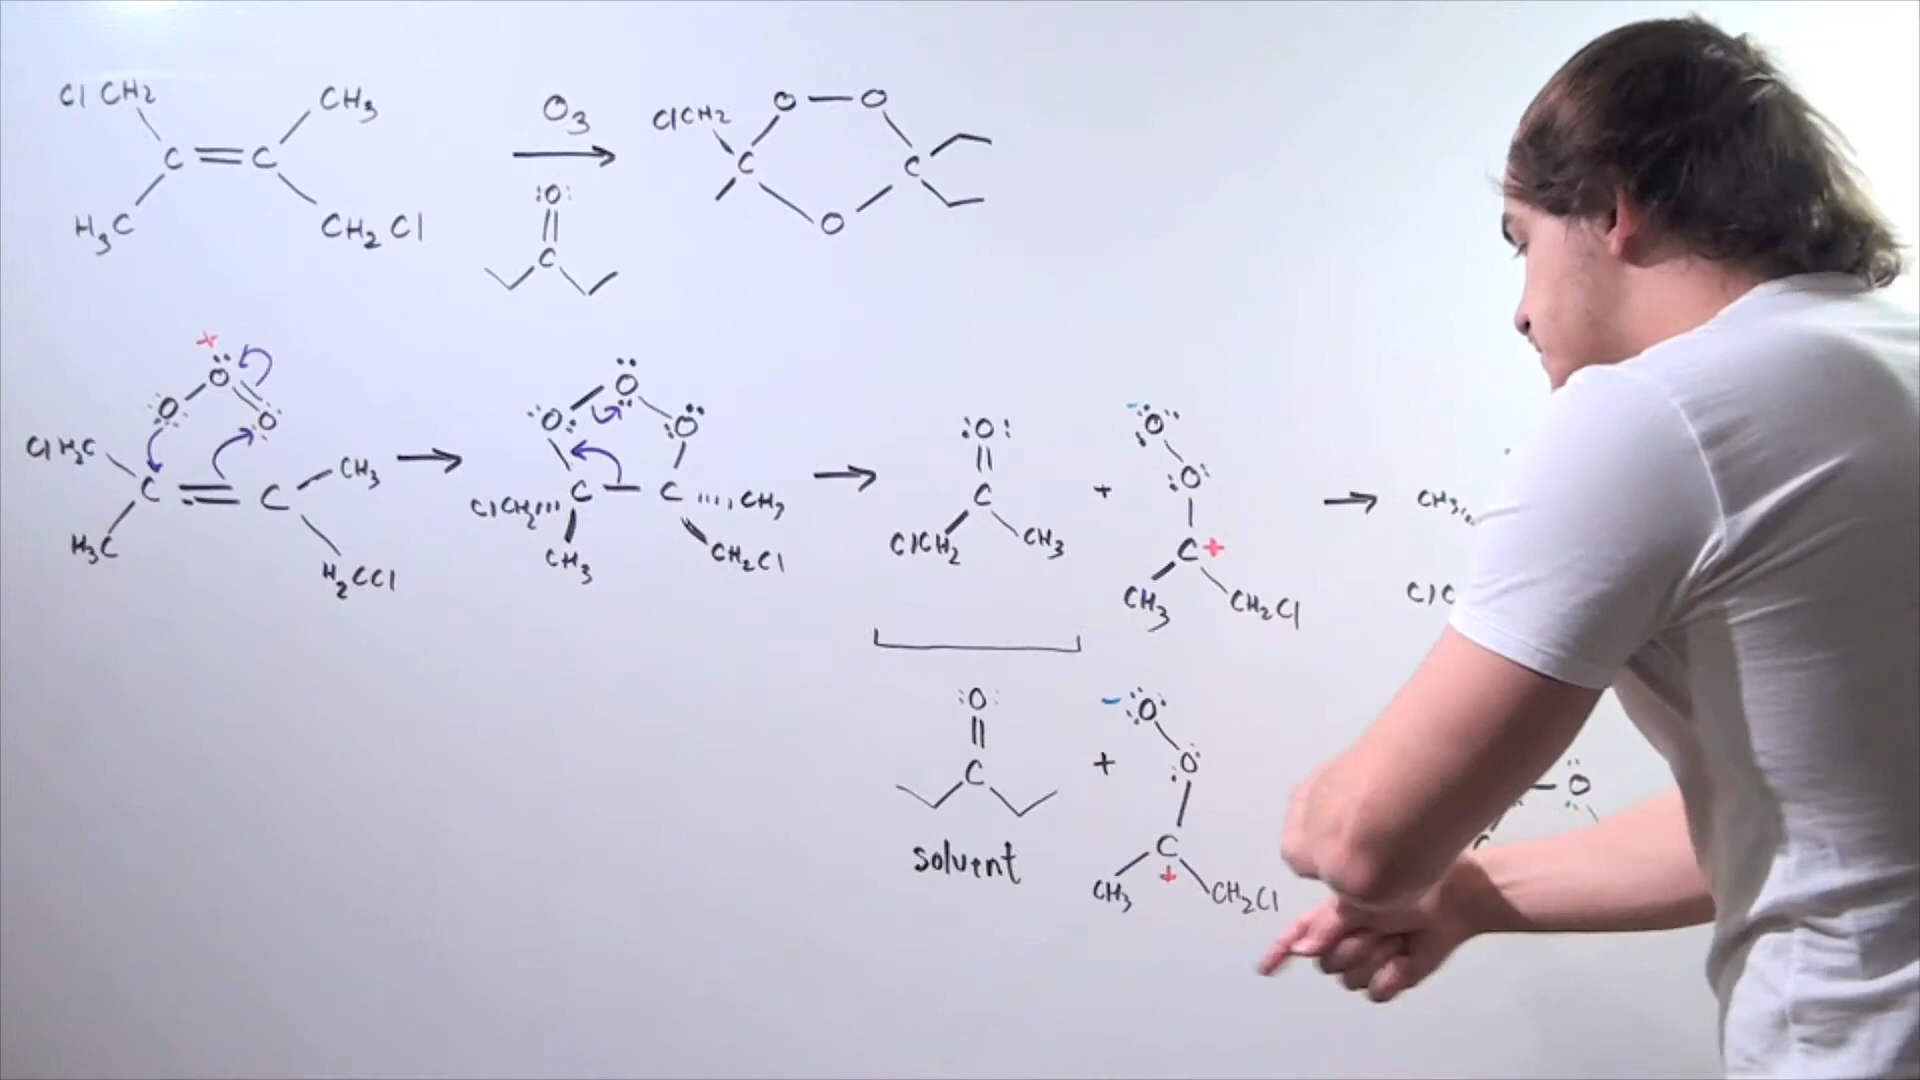 Cl CH2 CH3
C = C
H3C CH2 Cl
O3
:O:
C
ClCH2 O — O
C C
O
+
O O O
ClH2C C C CH3
H3C H2CCl
O O O
ClCH2 C — C CH3
CH3 CH2Cl
:O:
C
ClCH2 CH3
+
- :O:
:O:
C +
CH3 CH2Cl
CH3
ClC
:O:
C
solvent
+
- :O:
:O:
C
+
CH3 CH2Cl
— O